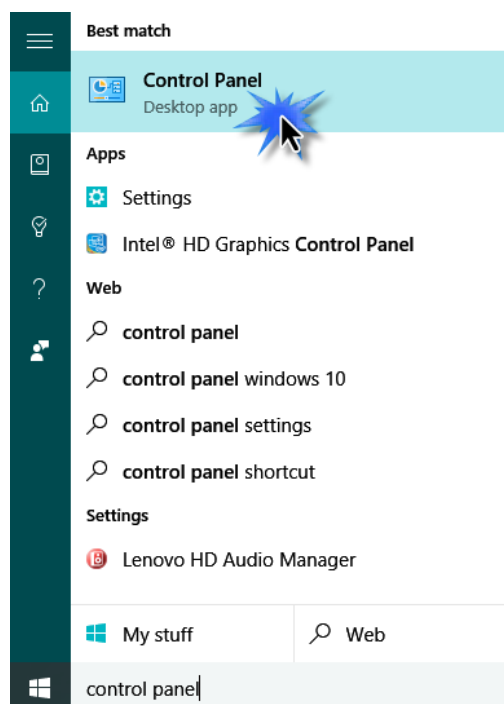 Best match
Control Panel
Desktop app
Apps
Settings
Intel® HD Graphics Control Panel
Web
control panel
control panel windows 10
control panel settings
control panel shortcut
Settings
Lenovo HD Audio Manager
My stuff
Web
control panel